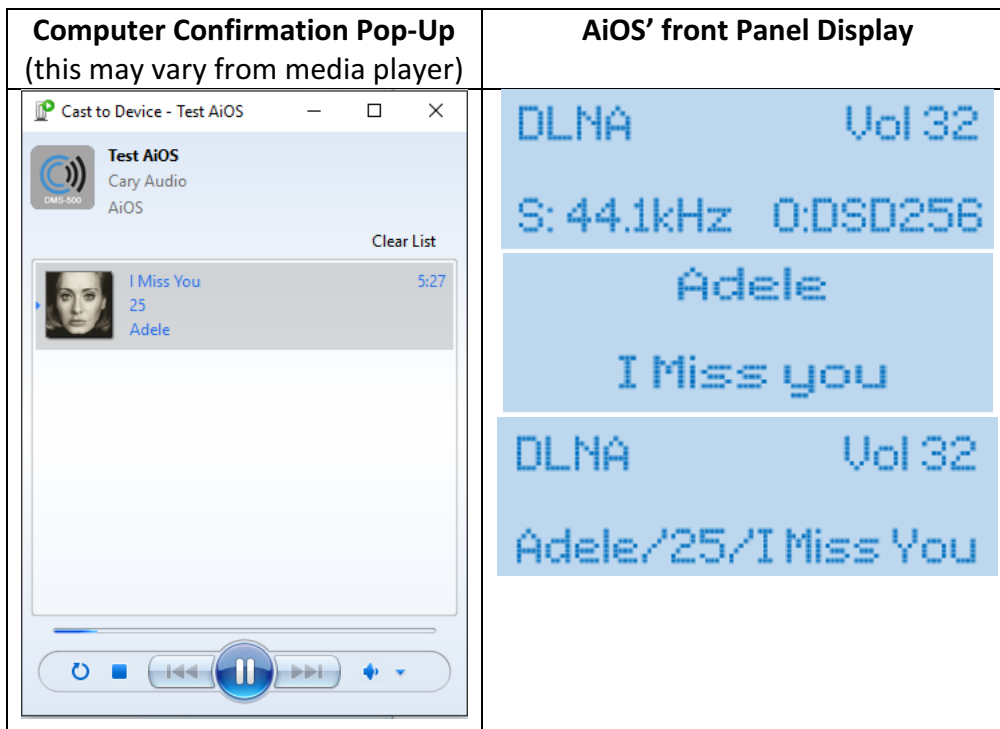 Computer Confirmation Pop-Up
(this may vary from media player)
AiOS’ front Panel Display
Cast to Device - Test AiOS
DMS-500
Test AiOS
Cary Audio
AiOS
Clear List
I Miss You 5:27
25
Adele
DLNA Vol 32
S: 44.1kHz O:DSD256
Adele
I Miss you
DLNA Vol 32
Adele/'25/I Miss You